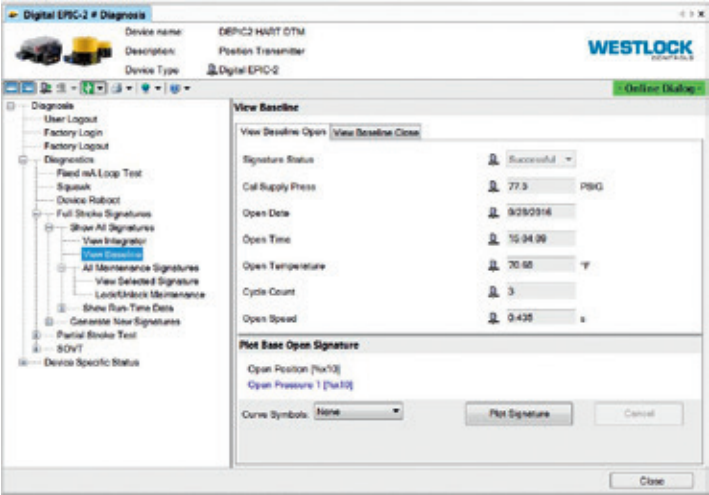 Digital EPIC-2 # Diagnosis
Device name: DEPIC2 HART DTM
Description: Position Transmitter
Device Type Digital EPIC-2
WESTLOCK
CONTROLS
Online Dialog
Diagnosis
User Logout
Factory Login
Factory Logout
Diagnostics
Fixed mA Loop Test
Squawk
Device Reboot
Full Stroke Signatures
Show All Signatures
View Integrator
View Baseline
All Maintenance Signatures
View Selected Signature
Lock/Unlock Maintenance
Show Run-Time Data
Generate New Signatures
Partial Stroke Test
SOVT
Device Specific Status
View Baseline
View Baseline Open View Baseline Close
Signature Status Successful
Cal Supply Press 77.3 PSIG
Open Date 9/28/2016
Open Time
Open Temperature °F
Cycle Count 3
Open Speed 0.435 s
Plot Base Open Signature
Open Position [%x10]
Open Pressure 1 [%x10]
Curve Symbols: None
Plot Signature
Cancel
Close